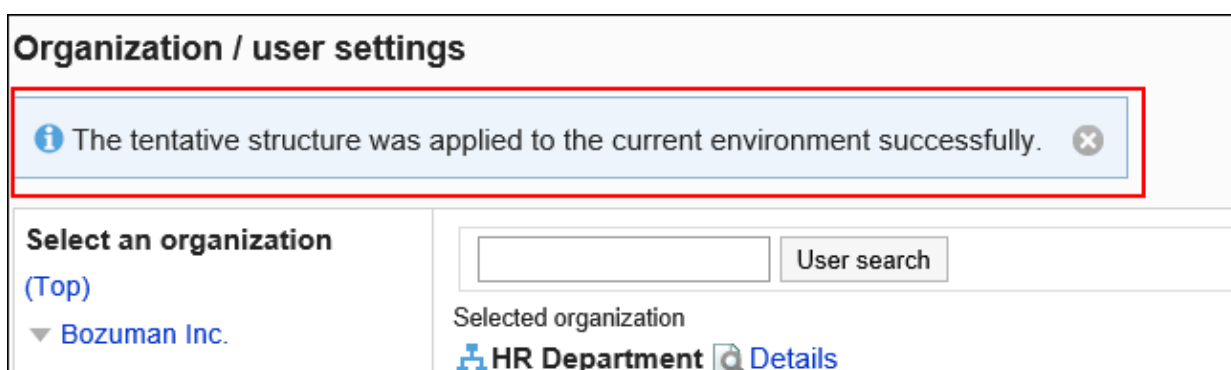 Organization / user settings
The tentative structure was applied to the current environment successfully.
Select an organization
(Top)
Bozuman Inc.
User search
Selected organization
HR Department Details